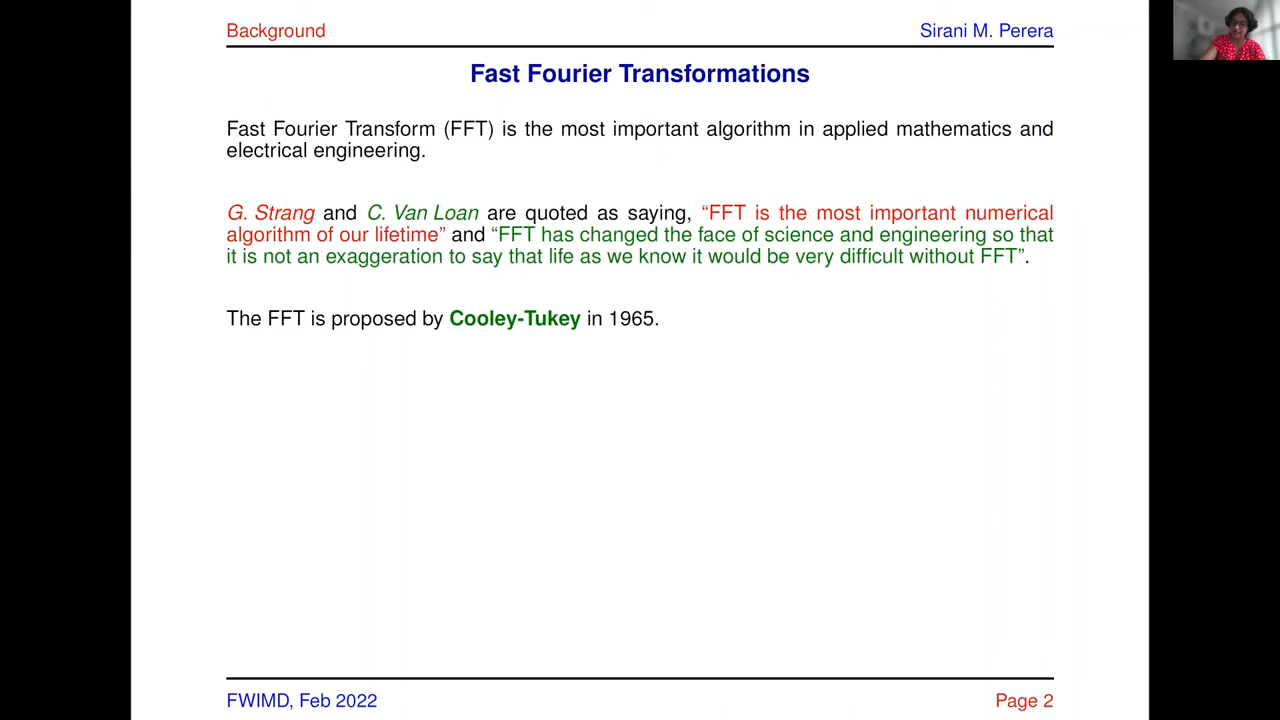 Background
Sirani M. Perera
Fast Fourier Transformations
Fast Fourier Transform (FFT) is the most important algorithm in applied mathematics and
electrical engineering.
G. Strang and C. Van Loan are quoted as saying, “FFT is the most important numerical
algorithm of our lifetime” and “FFT has changed the face of science and engineering so that
it is not an exaggeration to say that life as we know it would be very difficult without FFT”.
The FFT is proposed by Cooley-Tukey in 1965.
FWIMD, Feb 2022
Page 2